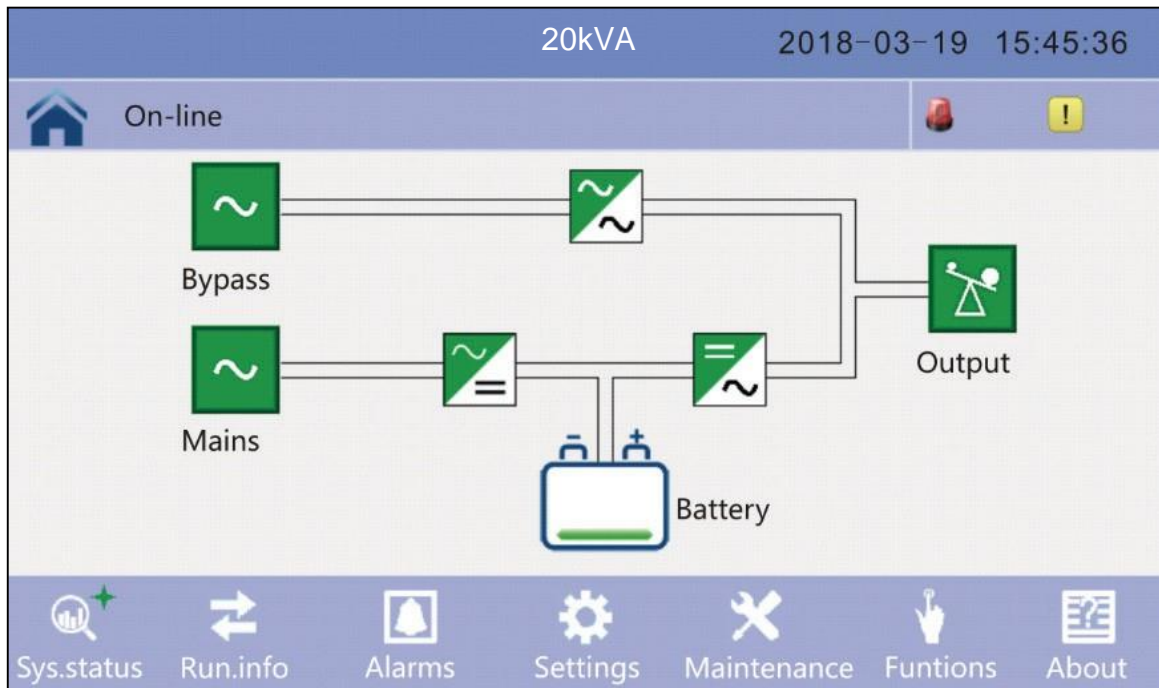 20kVA 2018-03-19 15:45:36
On-line !
Bypass
Output
Mains
Battery
Sys.status Run.info Alarms Settings Maintenance Funtions About